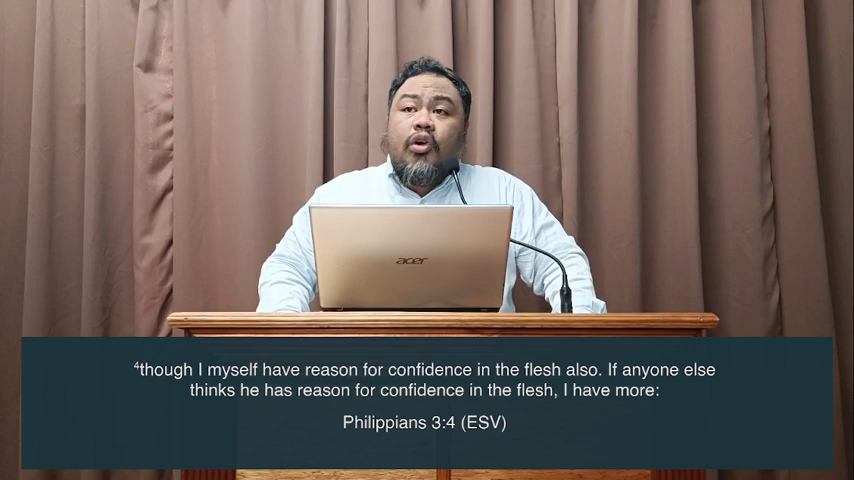 acer
⁴though I myself have reason for confidence in the flesh also. If anyone else
thinks he has reason for confidence in the flesh, I have more:
Philippians 3:4 (ESV)